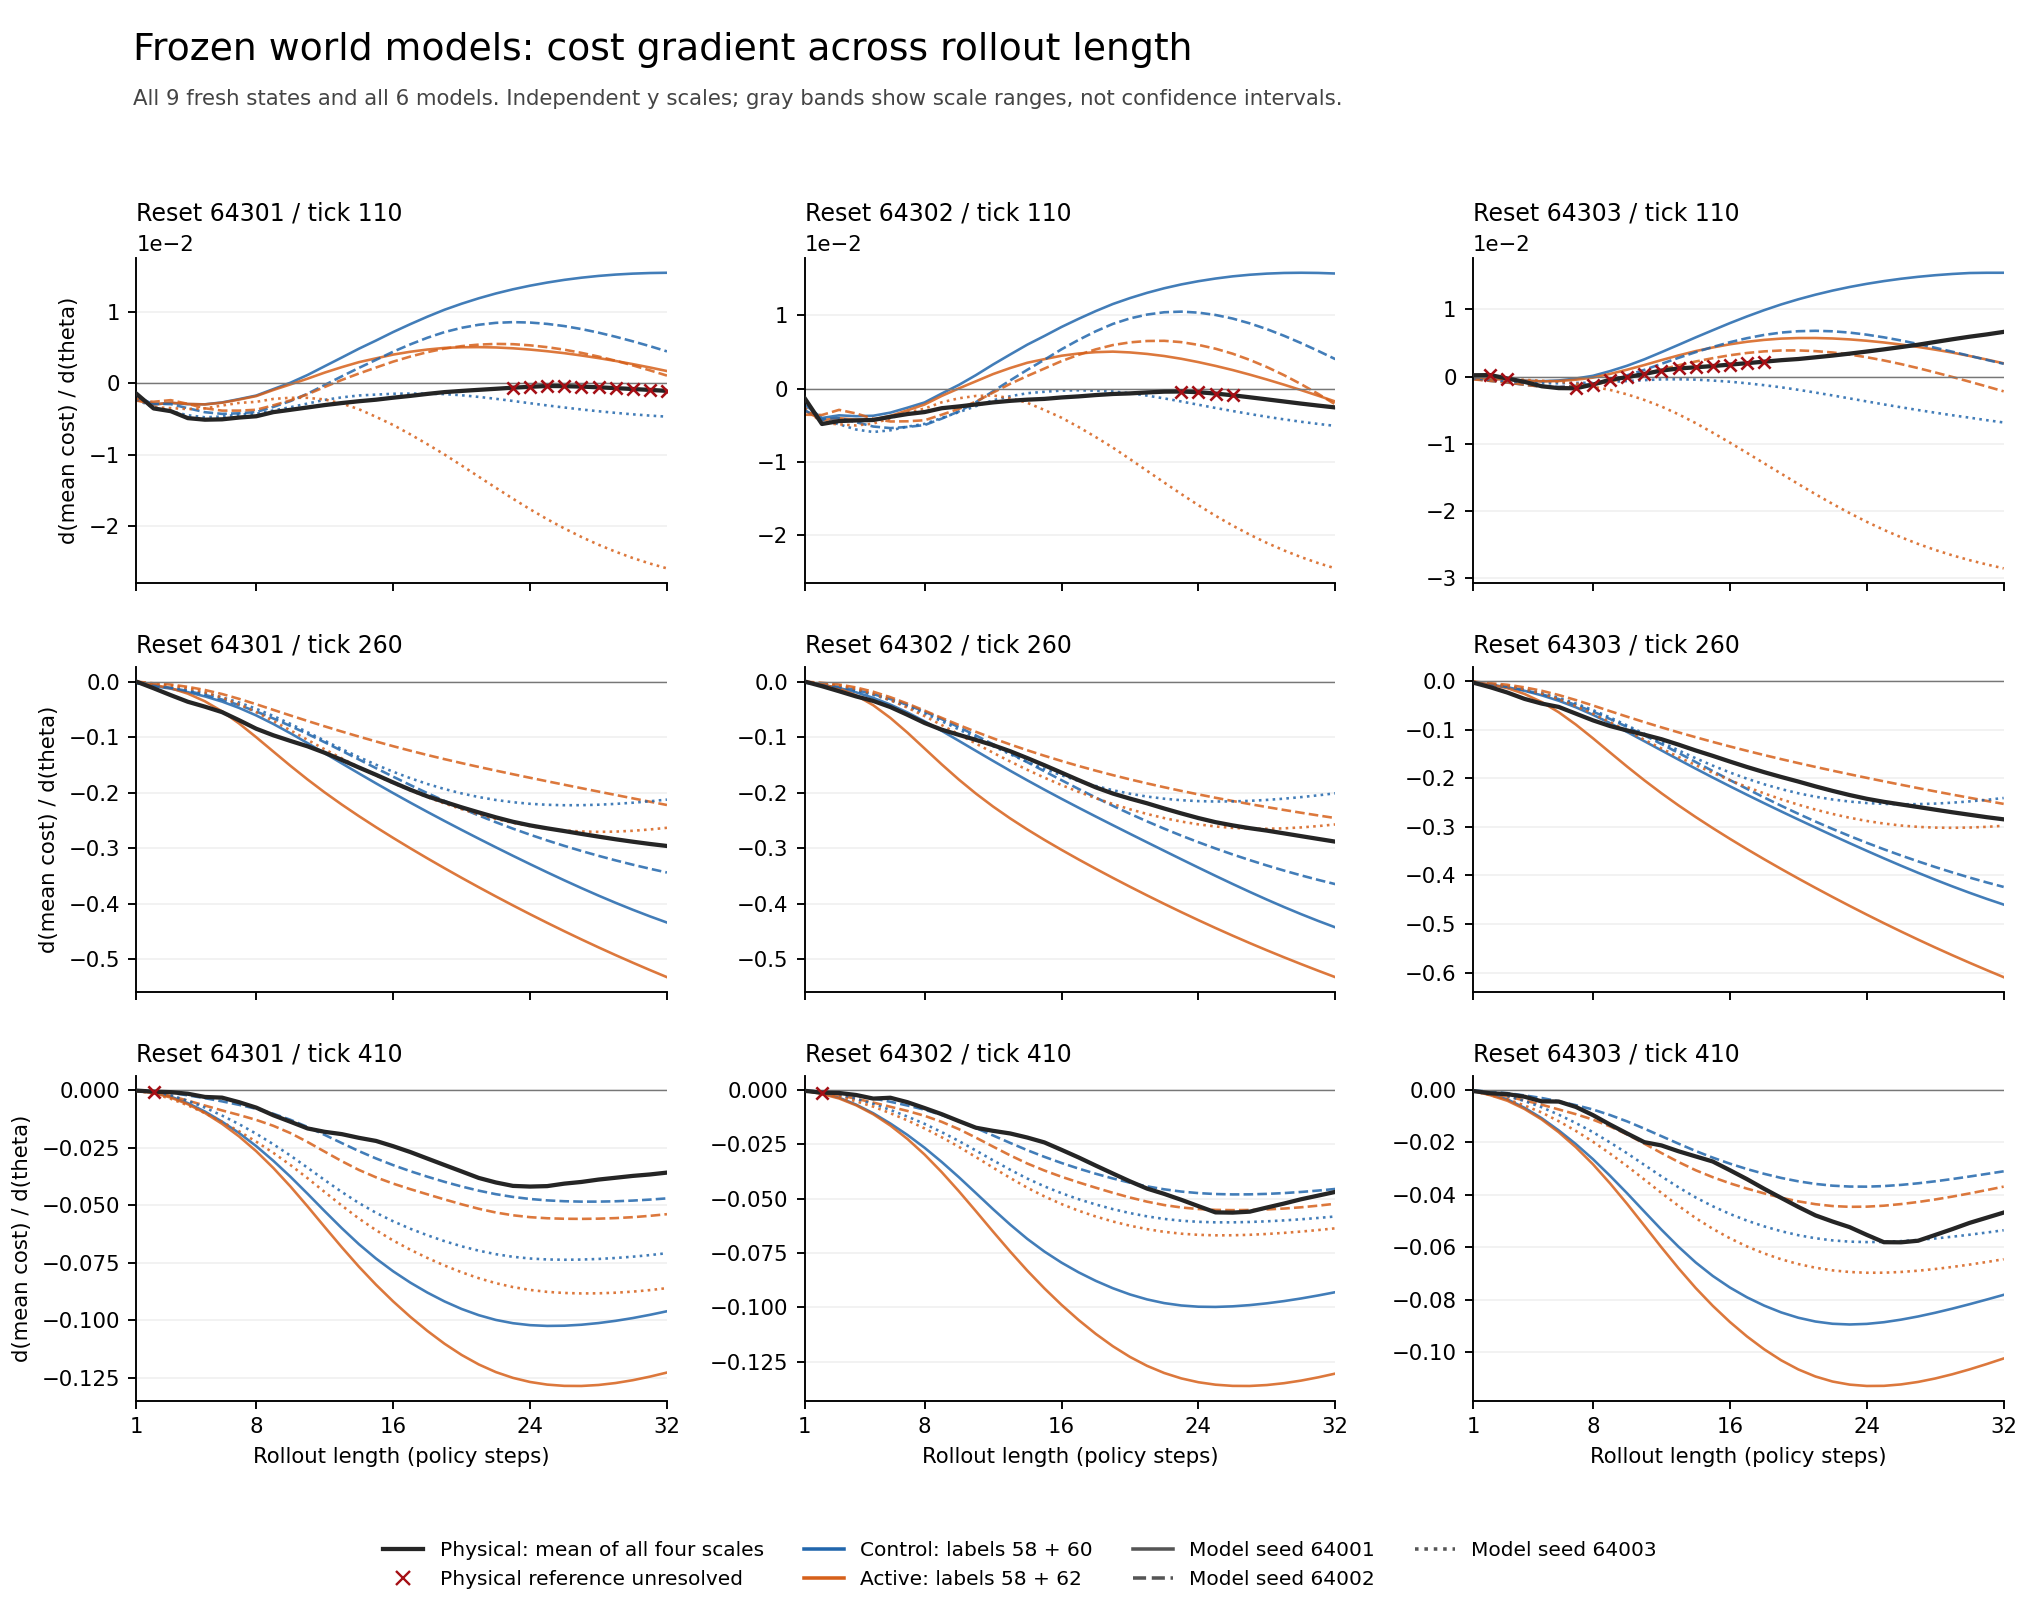 Frozen world models: cost gradient across rollout length
All 9 fresh states and all 6 models. Independent y scales; gray bands show scale ranges, not confidence intervals.
Reset 64301 / tick 110
1e−2
1
0
−1
−2
d(mean cost) / d(theta)
Reset 64302 / tick 110
1e−2
1
0
−1
−2
Reset 64303 / tick 110
1e−2
1
0
−1
−2
−3
Reset 64301 / tick 260
0.0
−0.1
−0.2
−0.3
−0.4
−0.5
d(mean cost) / d(theta)
Reset 64302 / tick 260
0.0
−0.1
−0.2
−0.3
−0.4
−0.5
Reset 64303 / tick 260
0.0
−0.1
−0.2
−0.3
−0.4
−0.5
−0.6
Reset 64301 / tick 410
0.000
−0.025
−0.050
−0.075
−0.100
−0.125
d(mean cost) / d(theta)
1 8 16 24 32
Rollout length (policy steps)
Reset 64302 / tick 410
0.000
−0.025
−0.050
−0.075
−0.100
−0.125
1 8 16 24 32
Rollout length (policy steps)
Reset 64303 / tick 410
0.00
−0.02
−0.04
−0.06
−0.08
−0.10
1 8 16 24 32
Rollout length (policy steps)
Physical: mean of all four scales
Physical reference unresolved
Control: labels 58 + 60
Active: labels 58 + 62
Model seed 64001
Model seed 64002
Model seed 64003